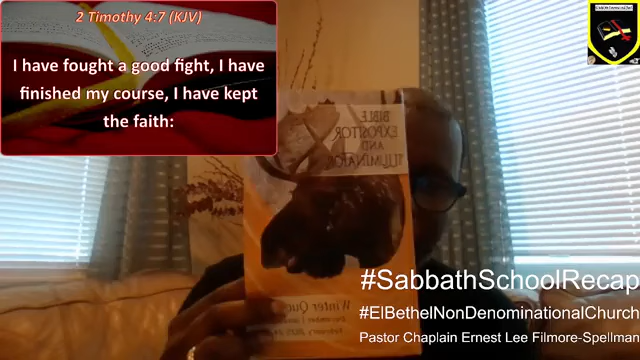 2 Timothy 4:7 (KJV)
I have fought a good fight, I have
finished my course, I have kept
the faith:
BIBLE
EXPOSITOR
AND
ILLUMINATOR
Winter
#SabbathSchoolRecap
#ElBethelNonDenominationalChurch
Pastor Chaplain Ernest Lee Filmore-Spellman